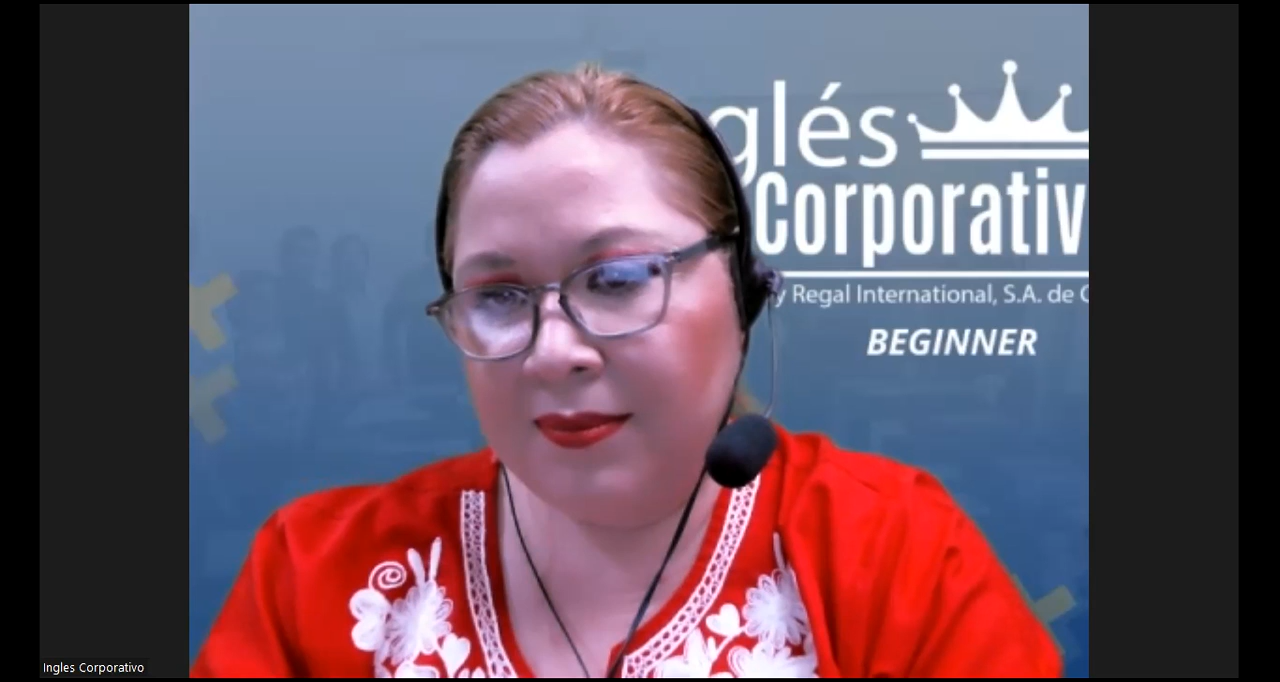 glés
Corporativ
y Regal International, S.A. de C
BEGINNER
Ingles Corporativo